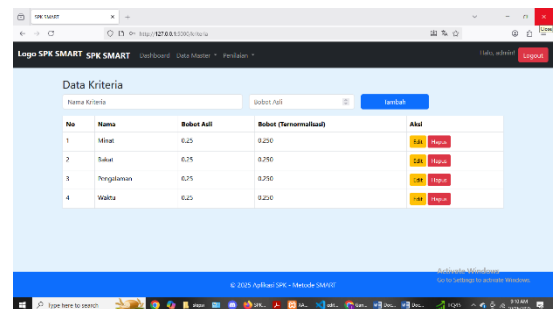 SPK SMART
http://127.0.0.1:5000/kriteria
Logo SPK SMART SPK SMART Dashboard Data Master Penilaian Halo, admin! Logout
Data Kriteria
Nama Kriteria Bobot Asli Tambah
No Nama Bobot Asli Bobot (Ternormalisasi) Aksi
1 Minat 0.25 0.250 Edit Hapus
2 Bakat 0.25 0.250 Edit Hapus
3 Pengalaman 0.25 0.250 Edit Hapus
4 Waktu 0.25 0.250 Edit Hapus
Activate Windows
Go to Settings to activate Windows.
© 2025 Aplikasi SPK - Metode SMART
Type here to search